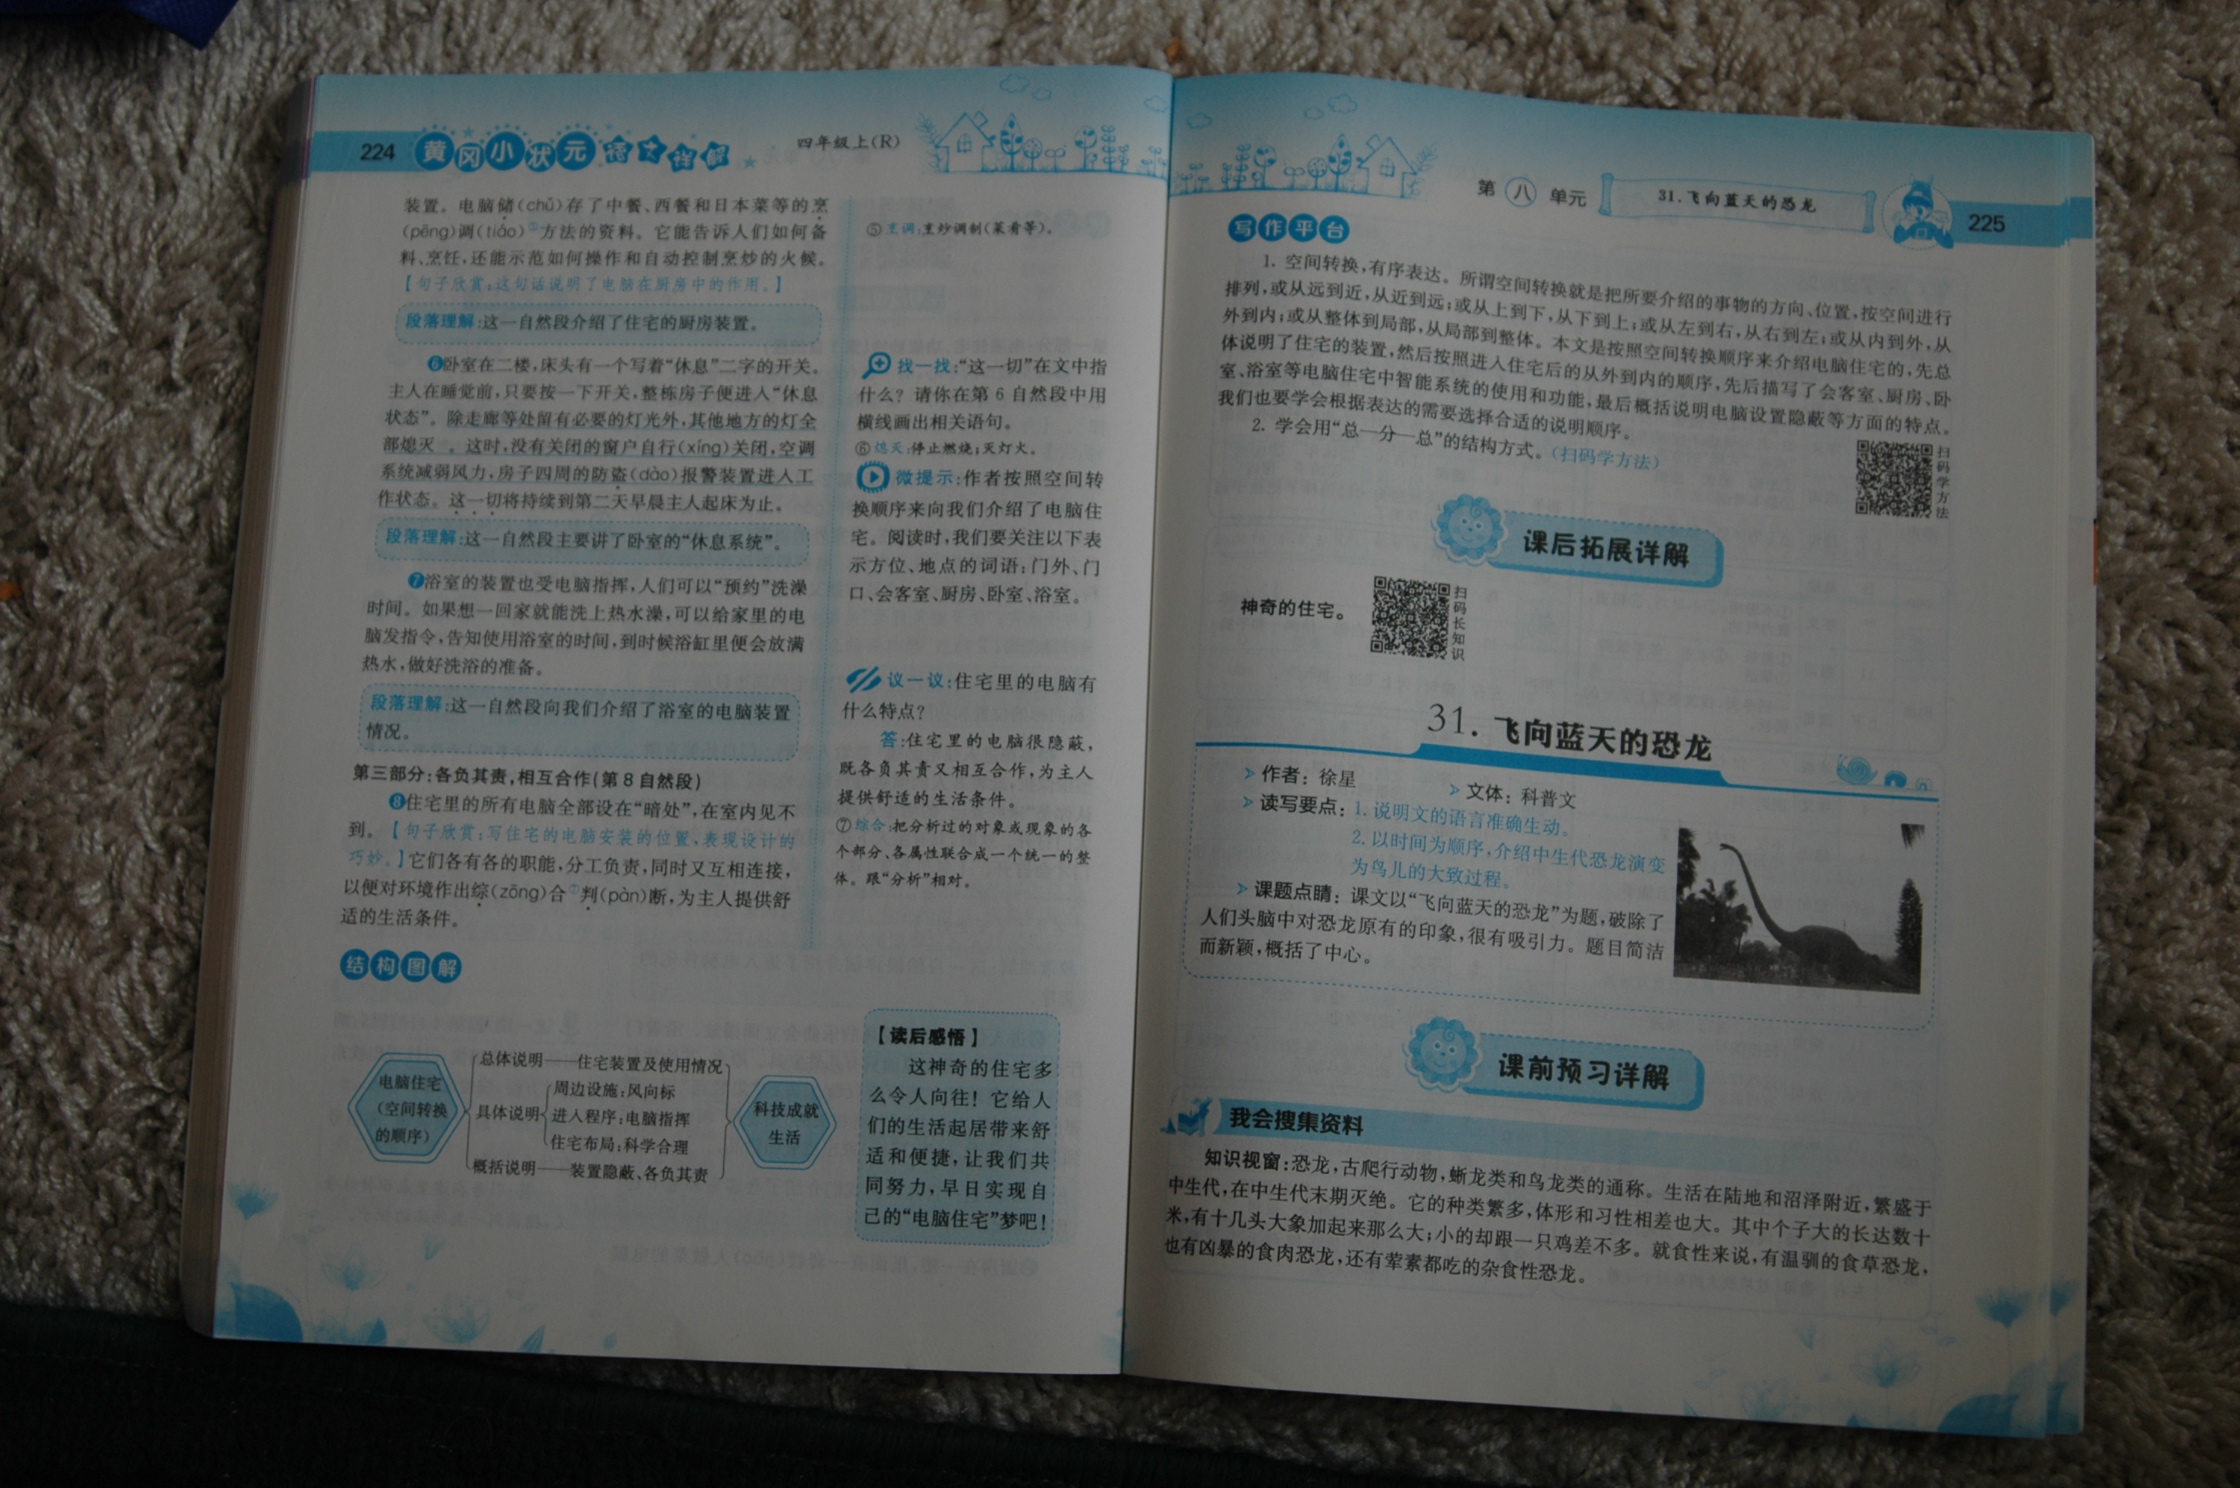 224 黄冈小状元 语文详解 四年级上(R)
装置。电脑储(chǔ)存了中餐、西餐和日本菜等的烹
(pēng)调(tiáo)⑤方法的资料。它能告诉人们如何备
料、烹饪,还能示范如何操作和自动控制烹炒的火候。
【句子欣赏:这句话说明了电脑在厨房中的作用。】
段落理解:这一自然段介绍了住宅的厨房装置。
❻卧室在二楼,床头有一个写着“休息”二字的开关。
主人在睡觉前,只要按一下开关,整栋房子便进入“休息
状态”。除走廊等处留有必要的灯光外,其他地方的灯全
部熄灭⑥。这时,没有关闭的窗户自行(xíng)关闭,空调
系统减弱风力,房子四周的防盗(dào)报警装置进入工
作状态。这一切将持续到第二天早晨主人起床为止。
段落理解:这一自然段主要讲了卧室的“休息系统”。
❼浴室的装置也受电脑指挥,人们可以“预约”洗澡
时间。如果想一回家就能洗上热水澡,可以给家里的电
脑发指令,告知使用浴室的时间,到时候浴缸里便会放满
热水,做好洗浴的准备。
段落理解:这一自然段向我们介绍了浴室的电脑装置
情况。
第三部分:各负其责,相互合作(第 8 自然段)
❽住宅里的所有电脑全部设在“暗处”,在室内见不
到。【句子欣赏:写住宅的电脑安装的位置,表现设计的
巧妙。】它们各有各的职能,分工负责,同时又互相连接,
以便对环境作出综(zōng)合⑦判(pàn)断,为主人提供舒
适的生活条件。
⑤烹调:烹炒调制(菜肴等)。
找一找:“这一切”在文中指
什么?请你在第 6 自然段中用
横线画出相关语句。
⑥熄灭:停止燃烧;灭灯火。
微提示:作者按照空间转
换顺序来向我们介绍了电脑住
宅。阅读时,我们要关注以下表
示方位、地点的词语:门外、门
口、会客室、厨房、卧室、浴室。
议一议:住宅里的电脑有
什么特点?
答:住宅里的电脑很隐蔽,
既各负其责又相互合作,为主人
提供舒适的生活条件。
⑦综合:把分析过的对象或现象的各
个部分、各属性联合成一个统一的整
体。跟“分析”相对。
结构图解
电脑住宅
(空间转换
的顺序)
总体说明——住宅装置及使用情况
具体说明
周边设施:风向标
进入程序:电脑指挥
住宅布局:科学合理
概括说明——装置隐蔽、各负其责
科技成就
生活
【读后感悟】
这神奇的住宅多
么令人向往!它给人
们的生活起居带来舒
适和便捷,让我们共
同努力,早日实现自
己的“电脑住宅”梦吧!
第八单元 31.飞向蓝天的恐龙 225
写作平台
1. 空间转换,有序表达。所谓空间转换就是把所要介绍的事物的方向、位置,按空间进行
排列,或从远到近,从近到远;或从上到下,从下到上;或从左到右,从右到左;或从内到外,从
外到内;或从整体到局部,从局部到整体。本文是按照空间转换顺序来介绍电脑住宅的,先总
体说明了住宅的装置,然后按照进入住宅后的从外到内的顺序,先后描写了会客室、厨房、卧
室、浴室等电脑住宅中智能系统的使用和功能,最后概括说明电脑设置隐蔽等方面的特点。
我们也要学会根据表达的需要选择合适的说明顺序。
2. 学会用“总—分—总”的结构方式。(扫码学方法)
扫码学方法
课后拓展详解
神奇的住宅。
扫码长知识
31. 飞向蓝天的恐龙
作者:徐星 文体:科普文
读写要点:1. 说明文的语言准确生动。
2. 以时间为顺序,介绍中生代恐龙演变
为鸟儿的大致过程。
课题点睛:课文以“飞向蓝天的恐龙”为题,破除了
人们头脑中对恐龙原有的印象,很有吸引力。题目简洁
而新颖,概括了中心。
课前预习详解
我会搜集资料
知识视窗:恐龙,古爬行动物,蜥龙类和鸟龙类的通称。生活在陆地和沼泽附近,繁盛于
中生代,在中生代末期灭绝。它的种类繁多,体形和习性相差也大。其中个子大的长达数十
米,有十几头大象加起来那么大;小的却跟一只鸡差不多。就食性来说,有温驯的食草恐龙,
也有凶暴的食肉恐龙,还有荤素都吃的杂食性恐龙。